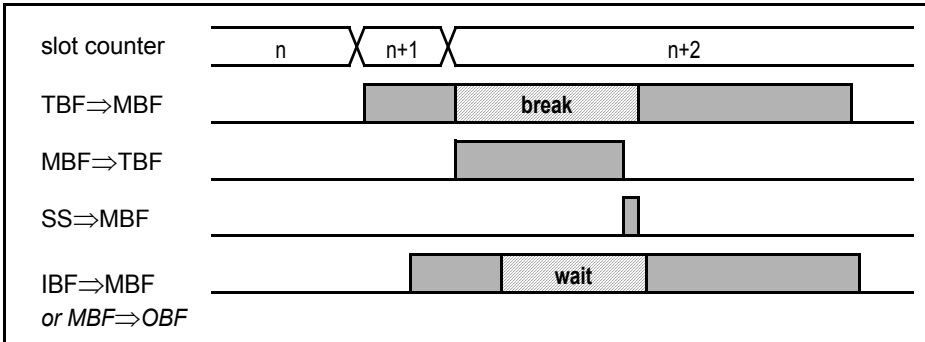 slot counter n n+1 n+2
TBF⇒MBF break
MBF⇒TBF
SS⇒MBF
IBF⇒MBF wait
or MBF⇒OBF